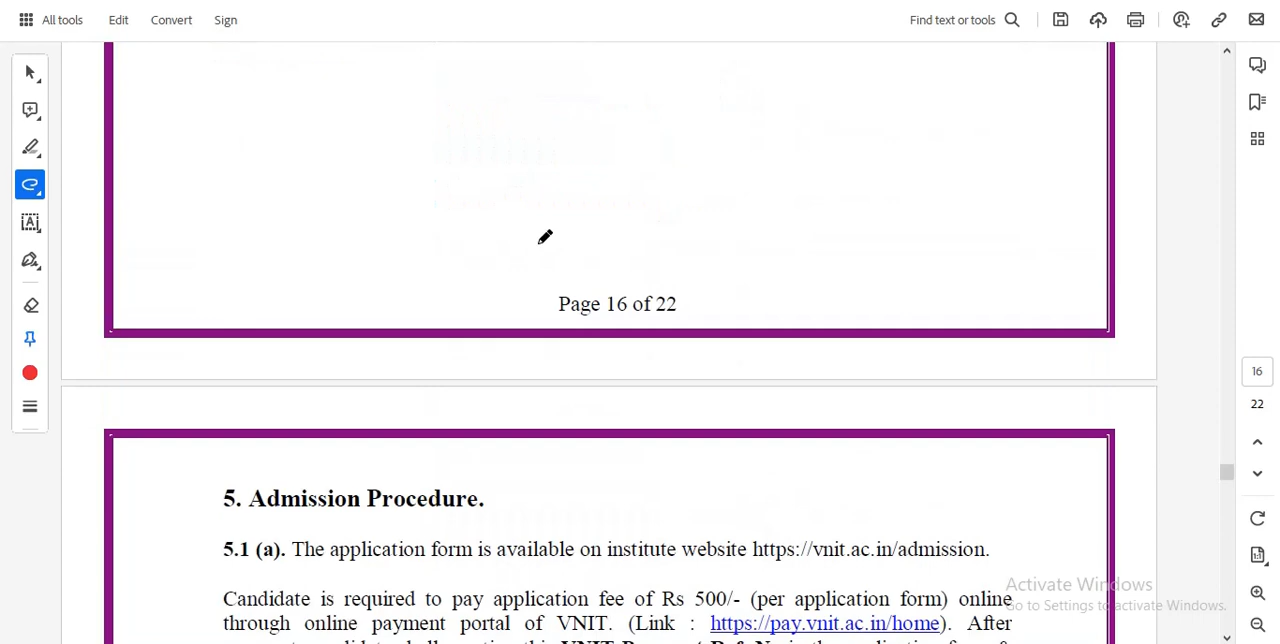 All tools Edit Convert Sign Find text or tools
Page 16 of 22
16
22
5. Admission Procedure.
5.1 (a). The application form is available on institute website https://vnit.ac.in/admission.
Candidate is required to pay application fee of Rs 500/- (per application form) online
through online payment portal of VNIT. (Link : https://pay.vnit.ac.in/home). After
Activate Windows
Go to Settings to activate Windows.